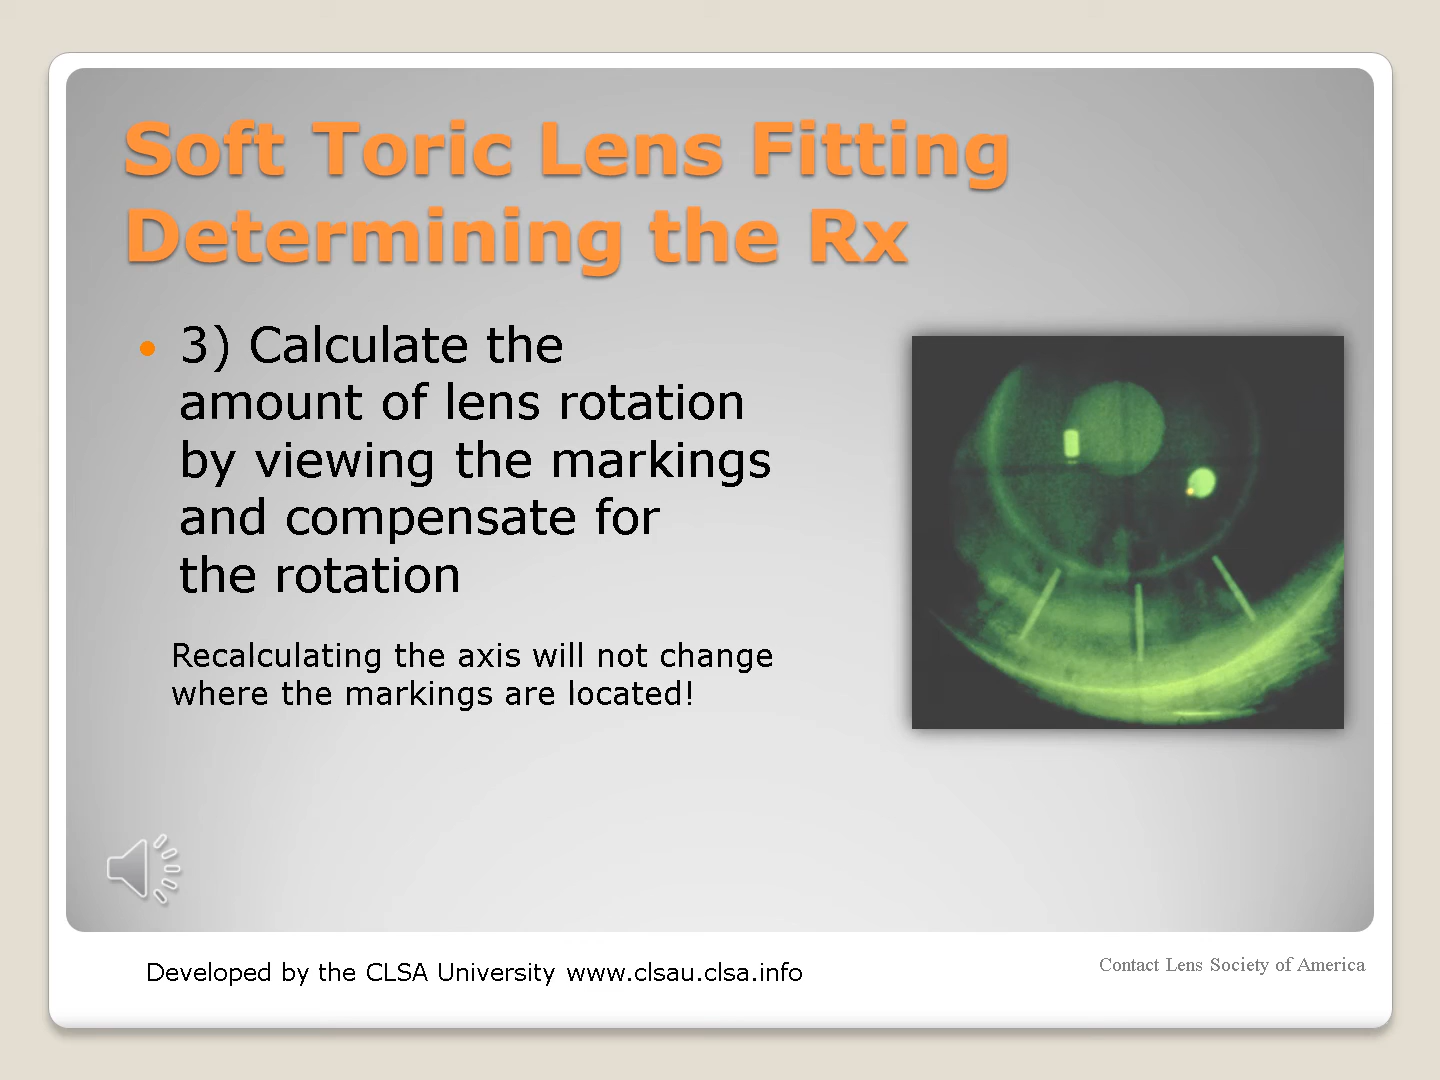 Soft Toric Lens Fitting
Determining the Rx
• 3) Calculate the
amount of lens rotation
by viewing the markings
and compensate for
the rotation
Recalculating the axis will not change
where the markings are located!
Developed by the CLSA University www.clsau.clsa.info
Contact Lens Society of America